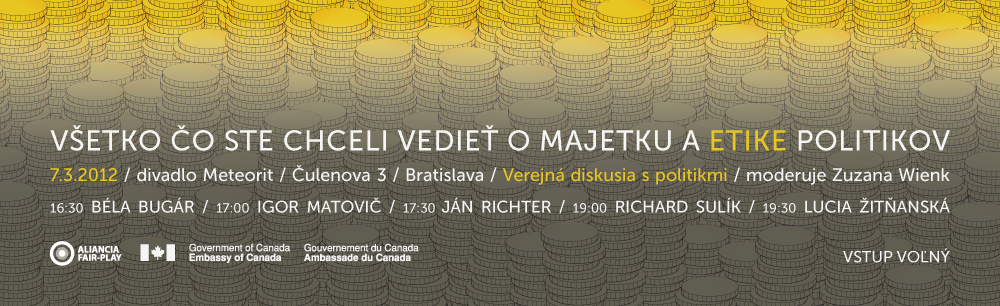 VŠETKO ČO STE CHCELI VEDIEŤ O MAJETKU A ETIKE POLITIKOV
7.3.2012 / divadlo Meteorit / Čulenova 3 / Bratislava / Verejná diskusia s politikmi / moderuje Zuzana Wienk
16:30 BÉLA BUGÁR / 17:00 IGOR MATOVIČ / 17:30 JÁN RICHTER / 19:00 RICHARD SULÍK / 19:30 LUCIA ŽITŇANSKÁ
ALIANCIA
FAIR-PLAY
Government of Canada
Embassy of Canada
Gouvernement du Canada
Ambassade du Canada
VSTUP VOĽNÝ